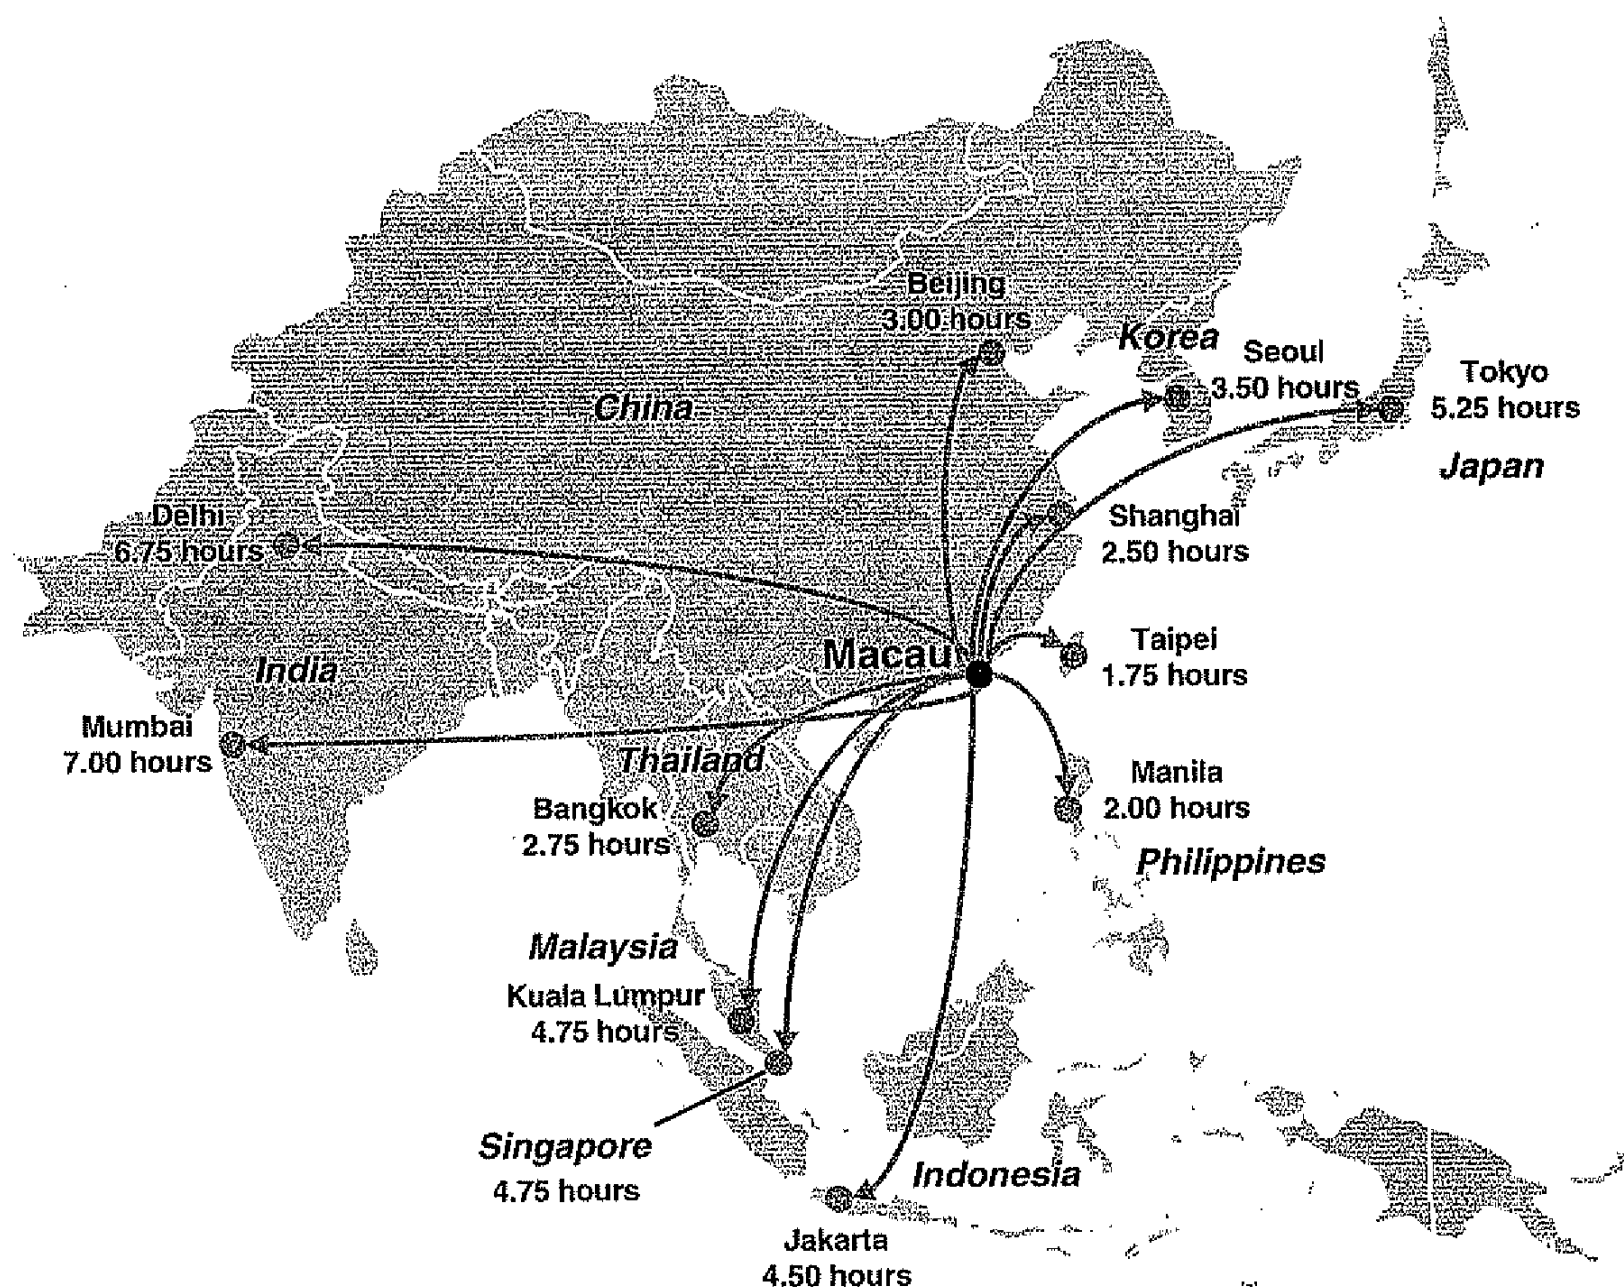 Beijing
3.00 hours
Korea
Seoul
3.50 hours
Tokyo
5.25 hours
China
Japan
Delhi
6.75 hours
Shanghai
2.50 hours
Taipei
1.75 hours
Macau
India
Mumbai
7.00 hours
Thailand
Manila
2.00 hours
Bangkok
2.75 hours
Philippines
Malaysia
Kuala Lumpur
4.75 hours
Singapore
4.75 hours
Indonesia
Jakarta
4.50 hours